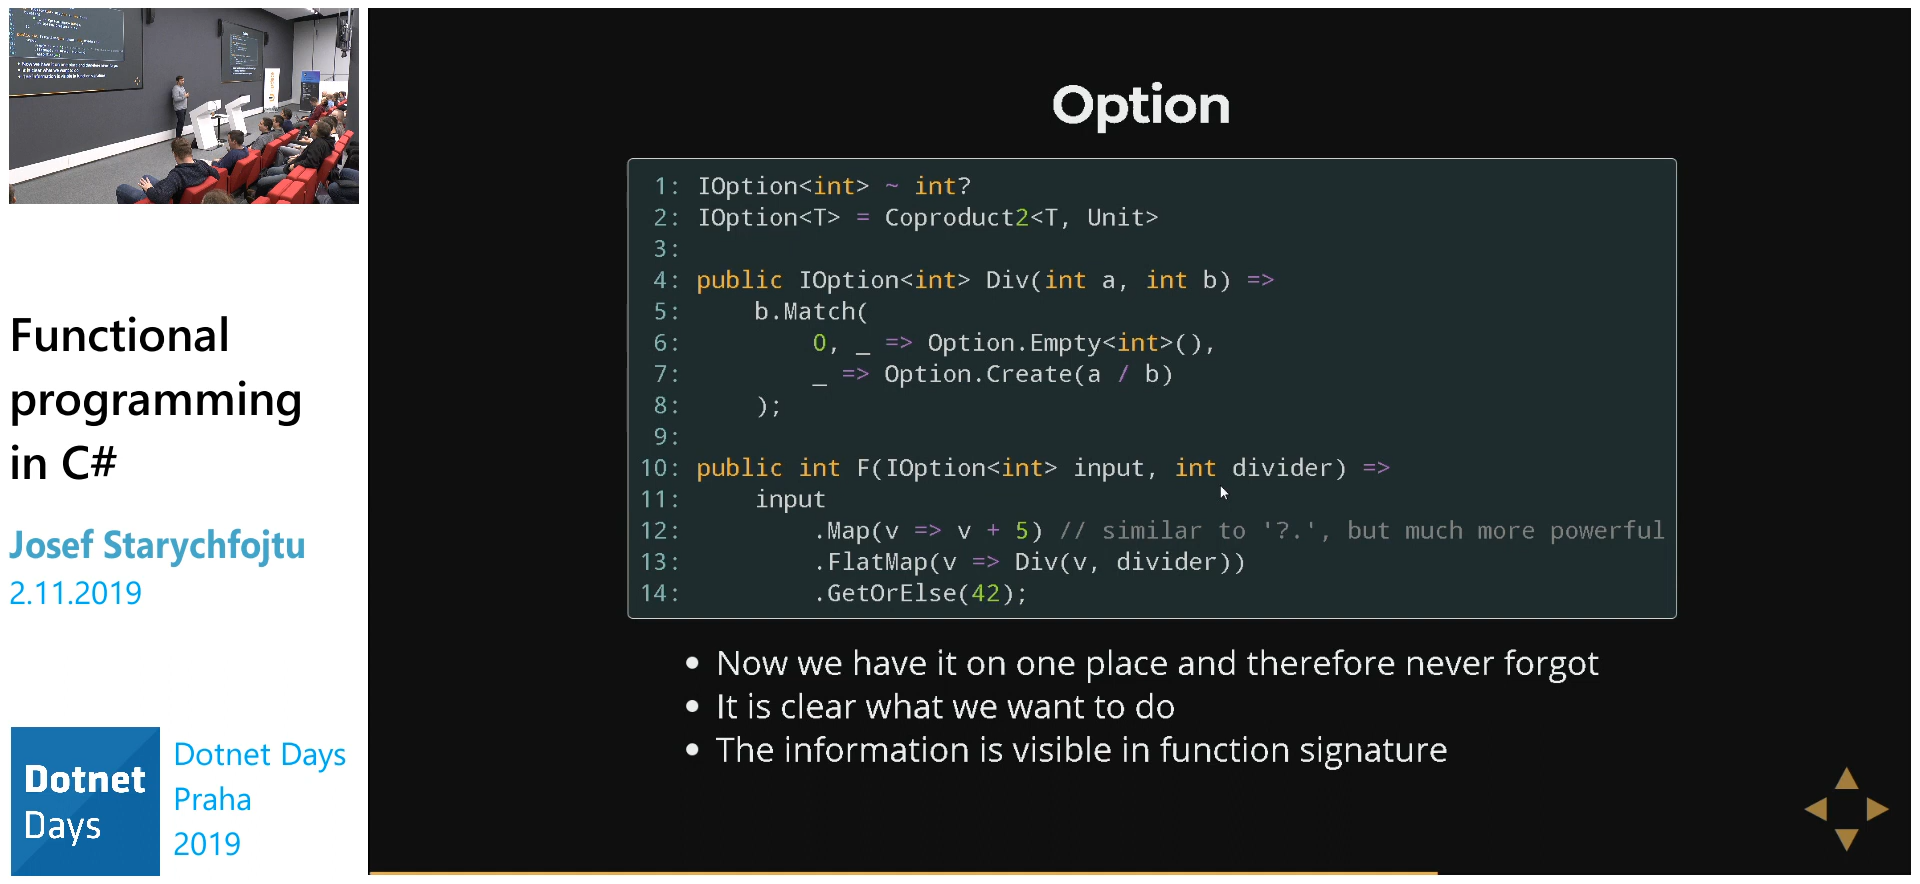 Functional
programming
in C#
Josef Starychfojtu
2.11.2019
Dotnet
Days
Dotnet Days
Praha
2019
Option
1: IOption<int> ~ int?
2: IOption<T> = Coproduct2<T, Unit>
3:
4: public IOption<int> Div(int a, int b) =>
5:     b.Match(
6:         0, _ => Option.Empty<int>(),
7:         _ => Option.Create(a / b)
8:     );
9:
10: public int F(IOption<int> input, int divider) =>
11:     input
12:         .Map(v => v + 5) // similar to '?.', but much more powerful
13:         .FlatMap(v => Div(v, divider))
14:         .GetOrElse(42);
• Now we have it on one place and therefore never forgot
• It is clear what we want to do
• The information is visible in function signature